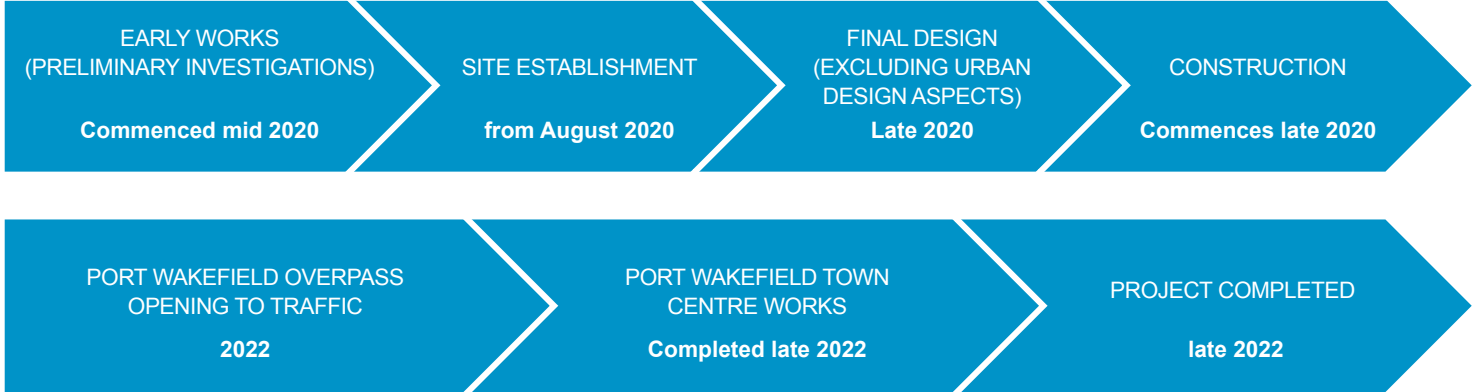 EARLY WORKS
(PRELIMINARY INVESTIGATIONS)
Commenced mid 2020
SITE ESTABLISHMENT
from August 2020
FINAL DESIGN
(EXCLUDING URBAN
DESIGN ASPECTS)
Late 2020
CONSTRUCTION
Commences late 2020
PORT WAKEFIELD OVERPASS
OPENING TO TRAFFIC
2022
PORT WAKEFIELD TOWN
CENTRE WORKS
Completed late 2022
PROJECT COMPLETED
late 2022